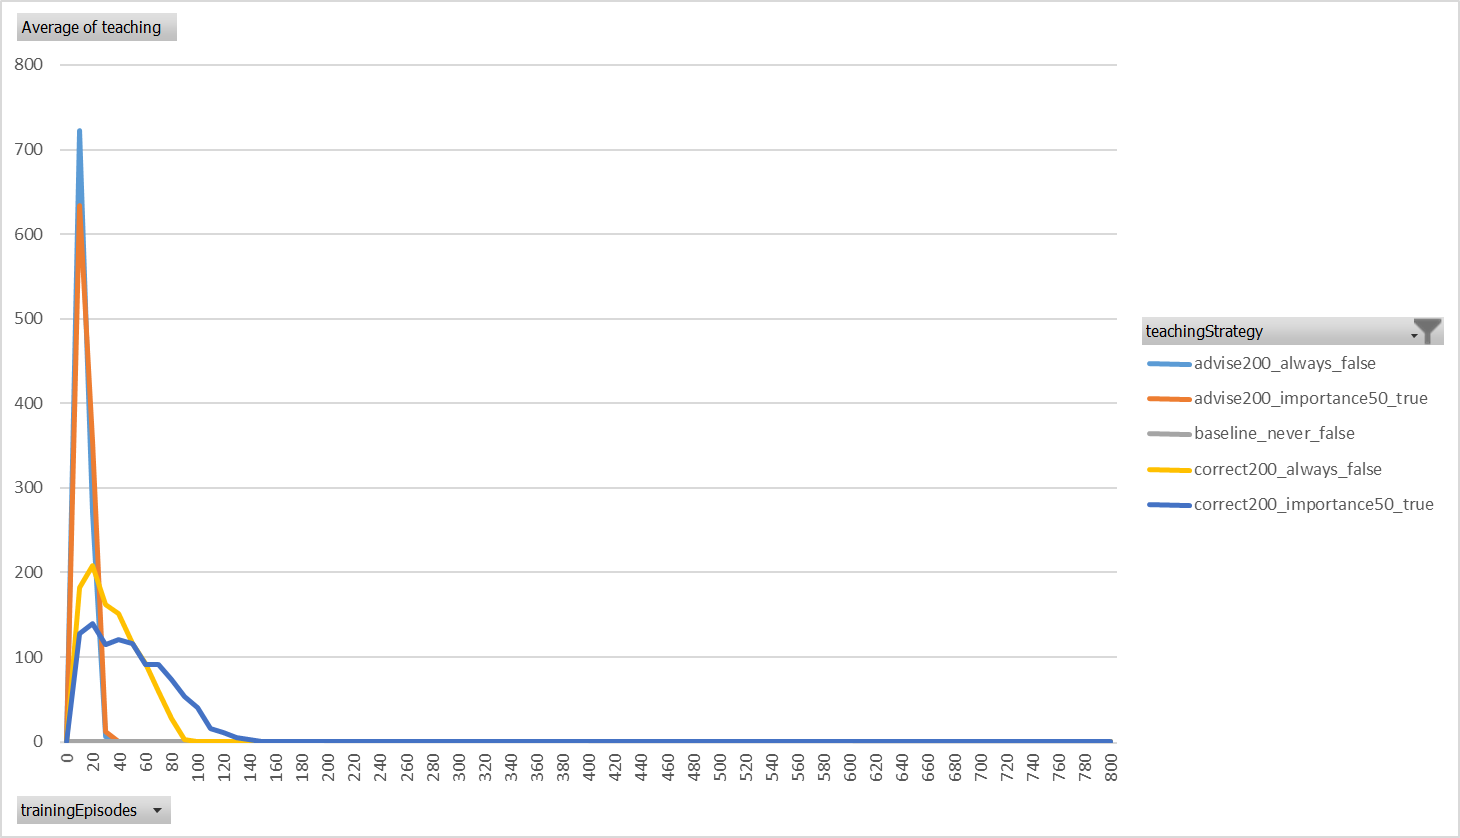 Average of teaching
800
700
600
500
400
300
200
100
0
0 20 40 60 80 100 120 140 160 180 200 220 240 260 280 300 320 340 360 380 400 420 440 460 480 500 520 540 560 580 600 620 640 660 680 700 720 740 760 780 800
teachingStrategy
advise200_always_false
advise200_importance50_true
baseline_never_false
correct200_always_false
correct200_importance50_true
trainingEpisodes